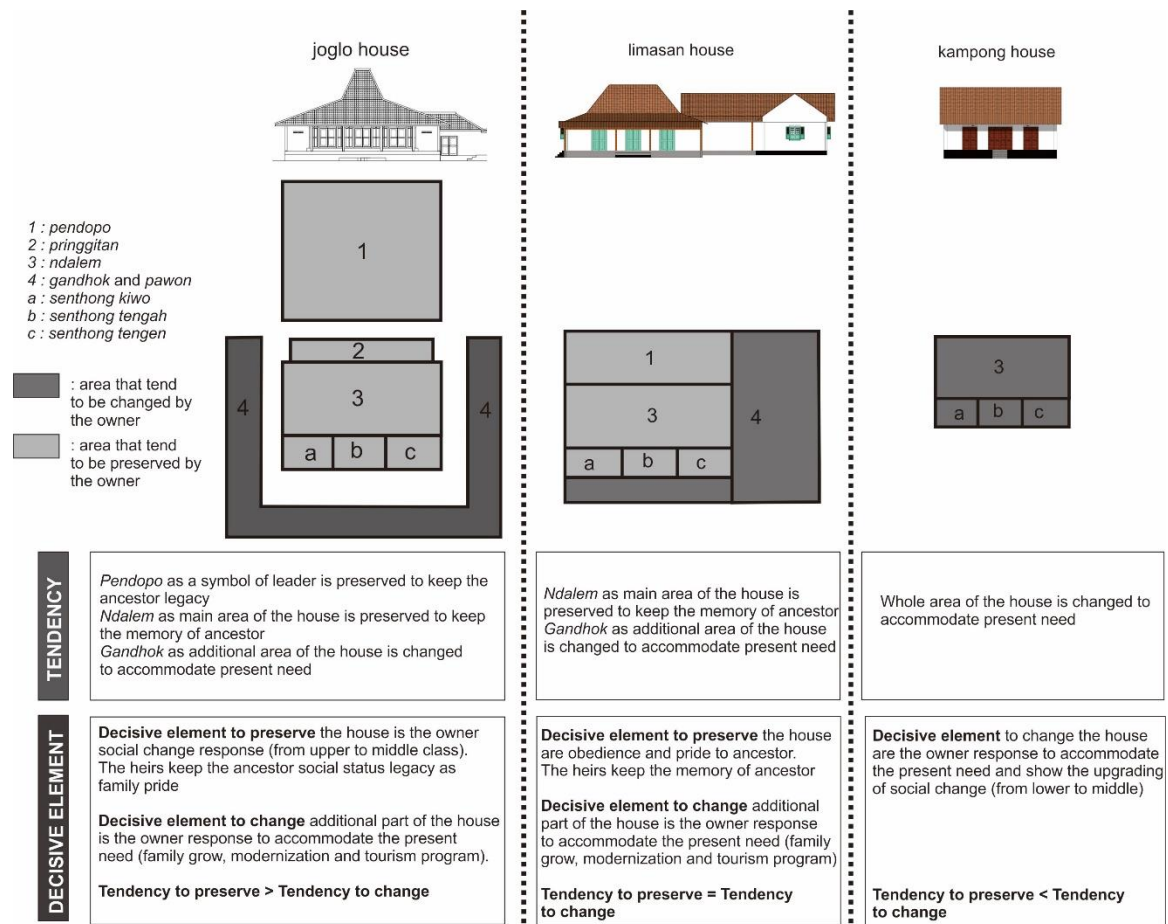 joglo house
limasan house
kampong house
1 : pendopo
2 : pringgitan
3 : ndalem
4 : gandhok and pawon
a : senthong kiwo
b : senthong tengah
c : senthong tengen
: area that tend
to be changed by
the owner
: area that tend
to be preserved by
the owner
1
2
3
4
4
a
b
c
1
3
4
a
b
c
3
a
b
c
TENDENCY
Pendopo as a symbol of leader is preserved to keep the
ancestor legacy
Ndalem as main area of the house is preserved to keep
the memory of ancestor
Gandhok as additional area of the house is changed
to accommodate present need
Ndalem as main area of the house is
preserved to keep the memory of ancestor
Gandhok as additional area of the house
is changed to accommodate present need
Whole area of the house is changed to
accommodate present need
DECISIVE ELEMENT
Decisive element to preserve the house is the owner
social change response (from upper to middle class).
The heirs keep the ancestor social status legacy as
family pride
Decisive element to change additional part of the house
is the owner response to accommodate the present
need (family grow, modernization and tourism program).
Tendency to preserve > Tendency to change
Decisive element to preserve the house
are obedience and pride to ancestor.
The heirs keep the memory of ancestor
Decisive element to change additional
part of the house is the owner response
to accommodate the present need (family
grow, modernization and tourism program)
Tendency to preserve = Tendency
to change
Decisive element to change the house
are the owner response to accommodate
the present need and show the upgrading
of social change (from lower to middle)
Tendency to preserve < Tendency
to change